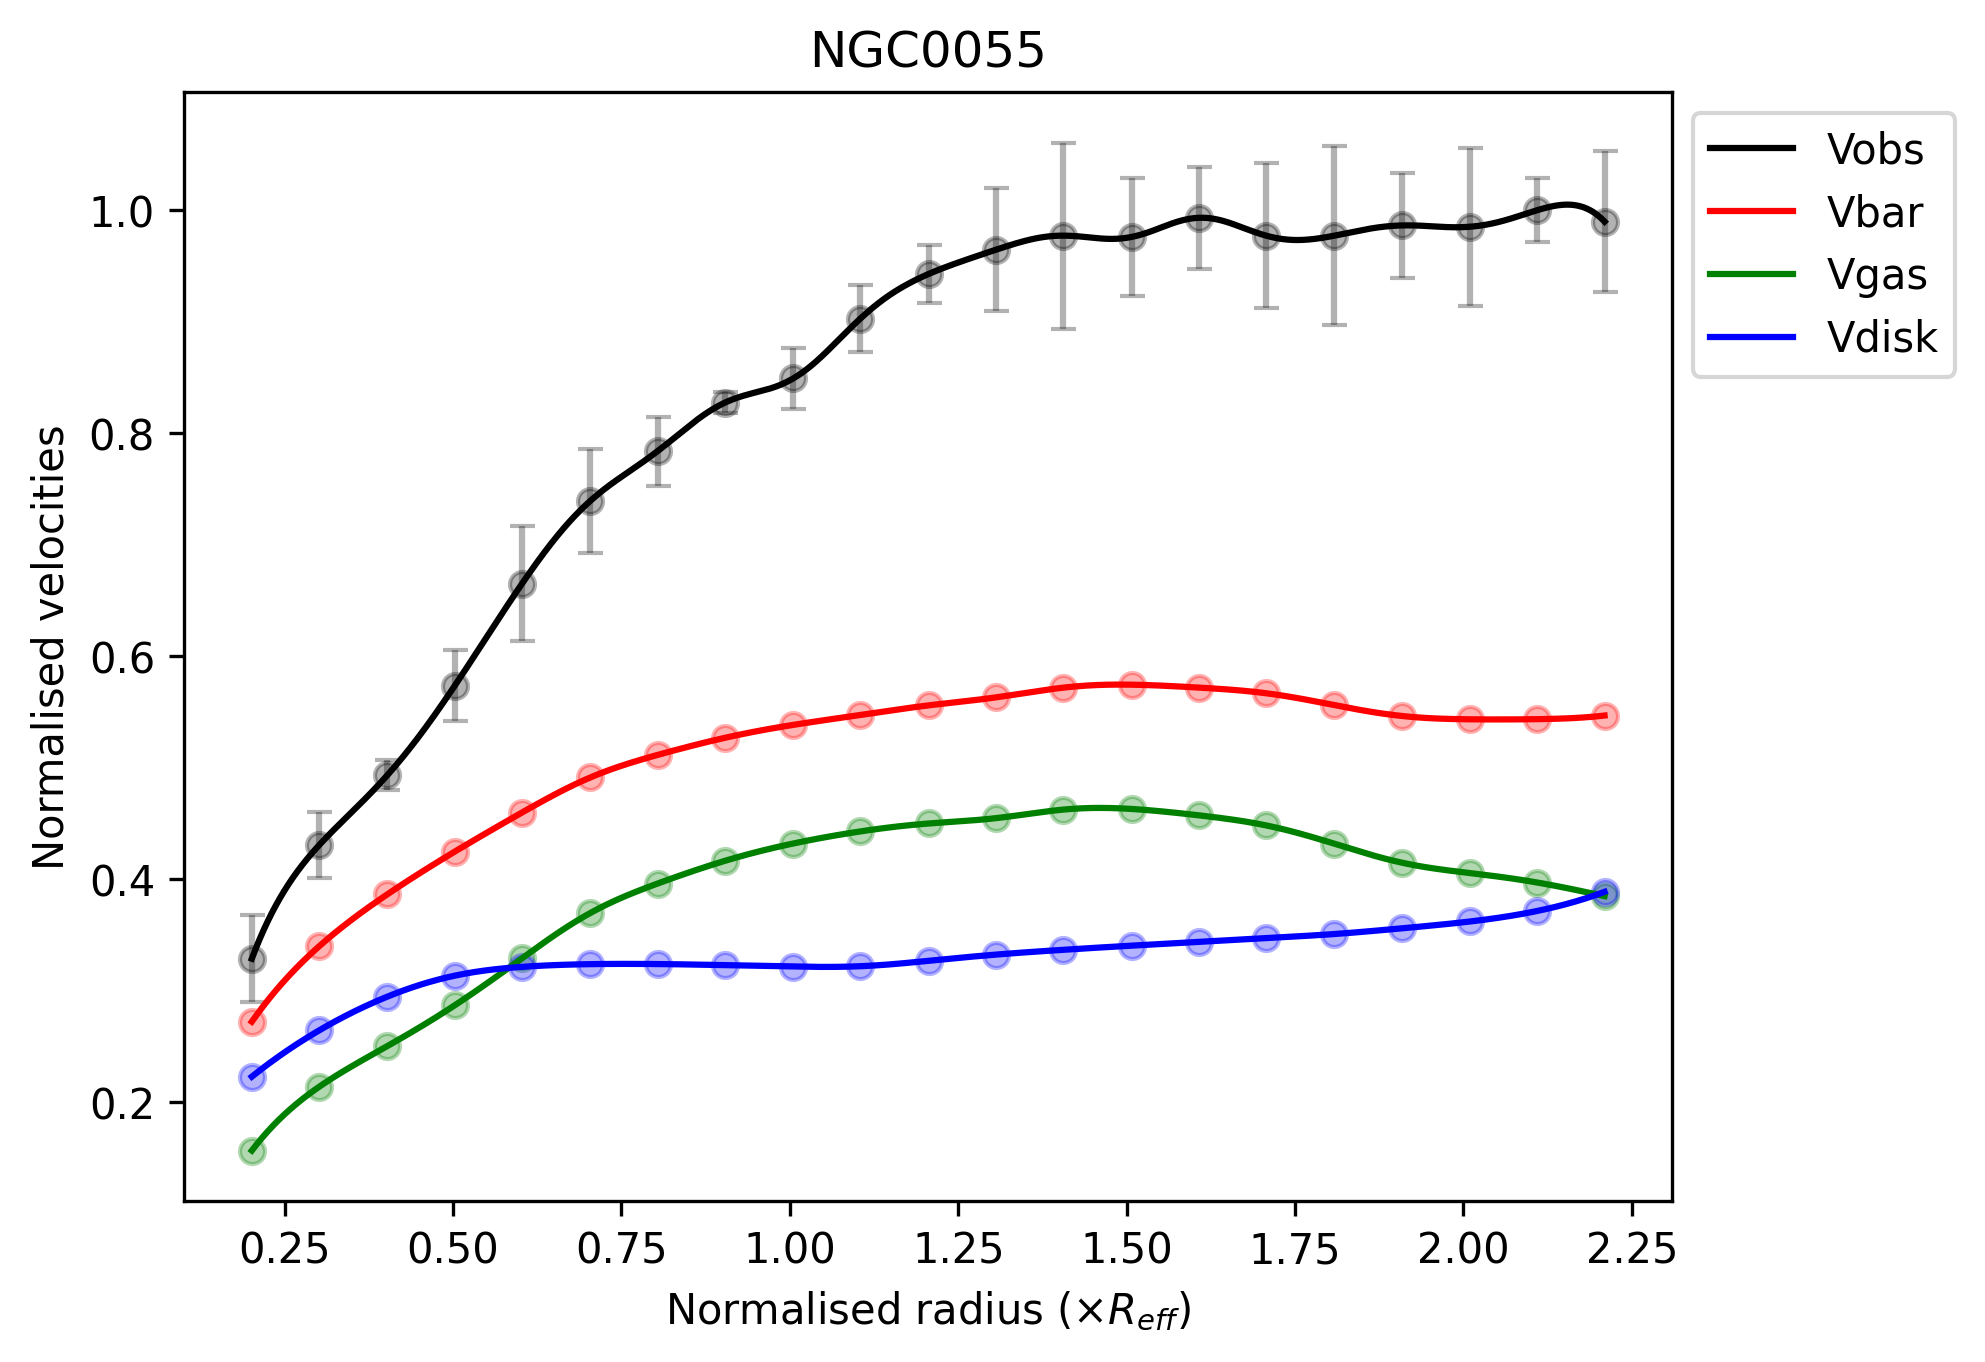 NGC0055
Vobs
Vbar
Vgas
Vdisk
Normalised velocities
1.0
0.8
0.6
0.4
0.2
0.25 0.50 0.75 1.00 1.25 1.50 1.75 2.00 2.25
Normalised radius (×R_eff)